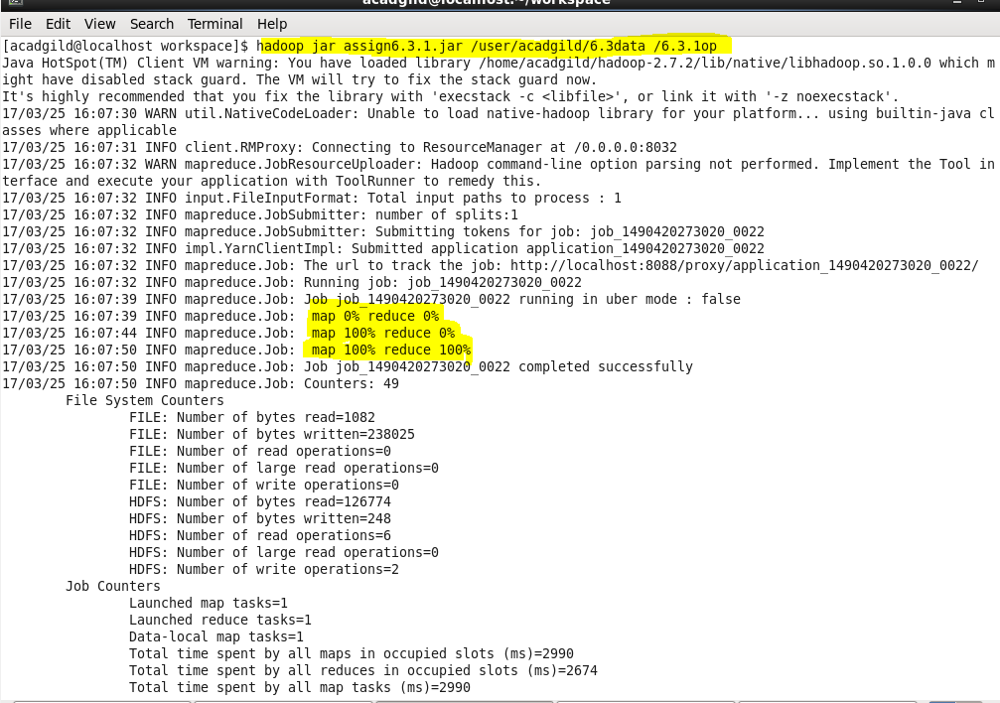 acadgild@localhost:~/workspace
File Edit View Search Terminal Help
[acadgild@localhost workspace]$ hadoop jar assign6.3.1.jar /user/acadgild/6.3data /6.3.1op
Java HotSpot(TM) Client VM warning: You have loaded library /home/acadgild/hadoop-2.7.2/lib/native/libhadoop.so.1.0.0 which m
ight have disabled stack guard. The VM will try to fix the stack guard now.
It's highly recommended that you fix the library with 'execstack -c <libfile>', or link it with '-z noexecstack'.
17/03/25 16:07:30 WARN util.NativeCodeLoader: Unable to load native-hadoop library for your platform... using builtin-java cl
asses where applicable
17/03/25 16:07:31 INFO client.RMProxy: Connecting to ResourceManager at /0.0.0.0:8032
17/03/25 16:07:32 WARN mapreduce.JobResourceUploader: Hadoop command-line option parsing not performed. Implement the Tool in
terface and execute your application with ToolRunner to remedy this.
17/03/25 16:07:32 INFO input.FileInputFormat: Total input paths to process : 1
17/03/25 16:07:32 INFO mapreduce.JobSubmitter: number of splits:1
17/03/25 16:07:32 INFO mapreduce.JobSubmitter: Submitting tokens for job: job_1490420273020_0022
17/03/25 16:07:32 INFO impl.YarnClientImpl: Submitted application application_1490420273020_0022
17/03/25 16:07:32 INFO mapreduce.Job: The url to track the job: http://localhost:8088/proxy/application_1490420273020_0022/
17/03/25 16:07:32 INFO mapreduce.Job: Running job: job_1490420273020_0022
17/03/25 16:07:39 INFO mapreduce.Job: Job job_1490420273020_0022 running in uber mode : false
17/03/25 16:07:39 INFO mapreduce.Job:  map 0% reduce 0%
17/03/25 16:07:44 INFO mapreduce.Job:  map 100% reduce 0%
17/03/25 16:07:50 INFO mapreduce.Job:  map 100% reduce 100%
17/03/25 16:07:50 INFO mapreduce.Job: Job job_1490420273020_0022 completed successfully
17/03/25 16:07:50 INFO mapreduce.Job: Counters: 49
File System Counters
FILE: Number of bytes read=1082
FILE: Number of bytes written=238025
FILE: Number of read operations=0
FILE: Number of large read operations=0
FILE: Number of write operations=0
HDFS: Number of bytes read=126774
HDFS: Number of bytes written=248
HDFS: Number of read operations=6
HDFS: Number of large read operations=0
HDFS: Number of write operations=2
Job Counters
Launched map tasks=1
Launched reduce tasks=1
Data-local map tasks=1
Total time spent by all maps in occupied slots (ms)=2990
Total time spent by all reduces in occupied slots (ms)=2674
Total time spent by all map tasks (ms)=2990